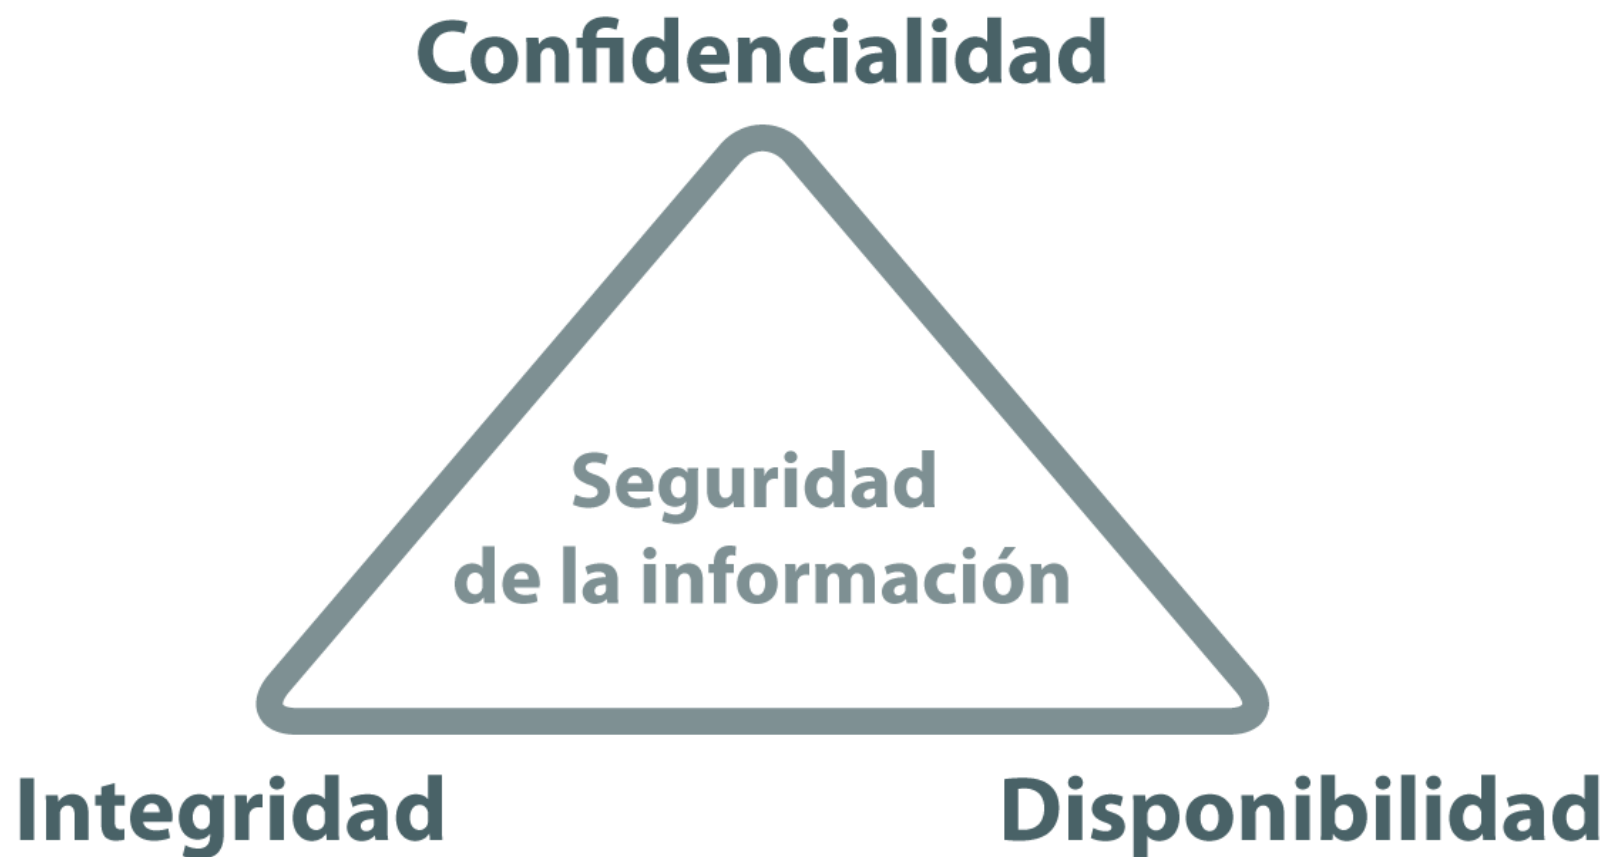 Confidencialidad
Seguridad
de la información
Integridad
Disponibilidad